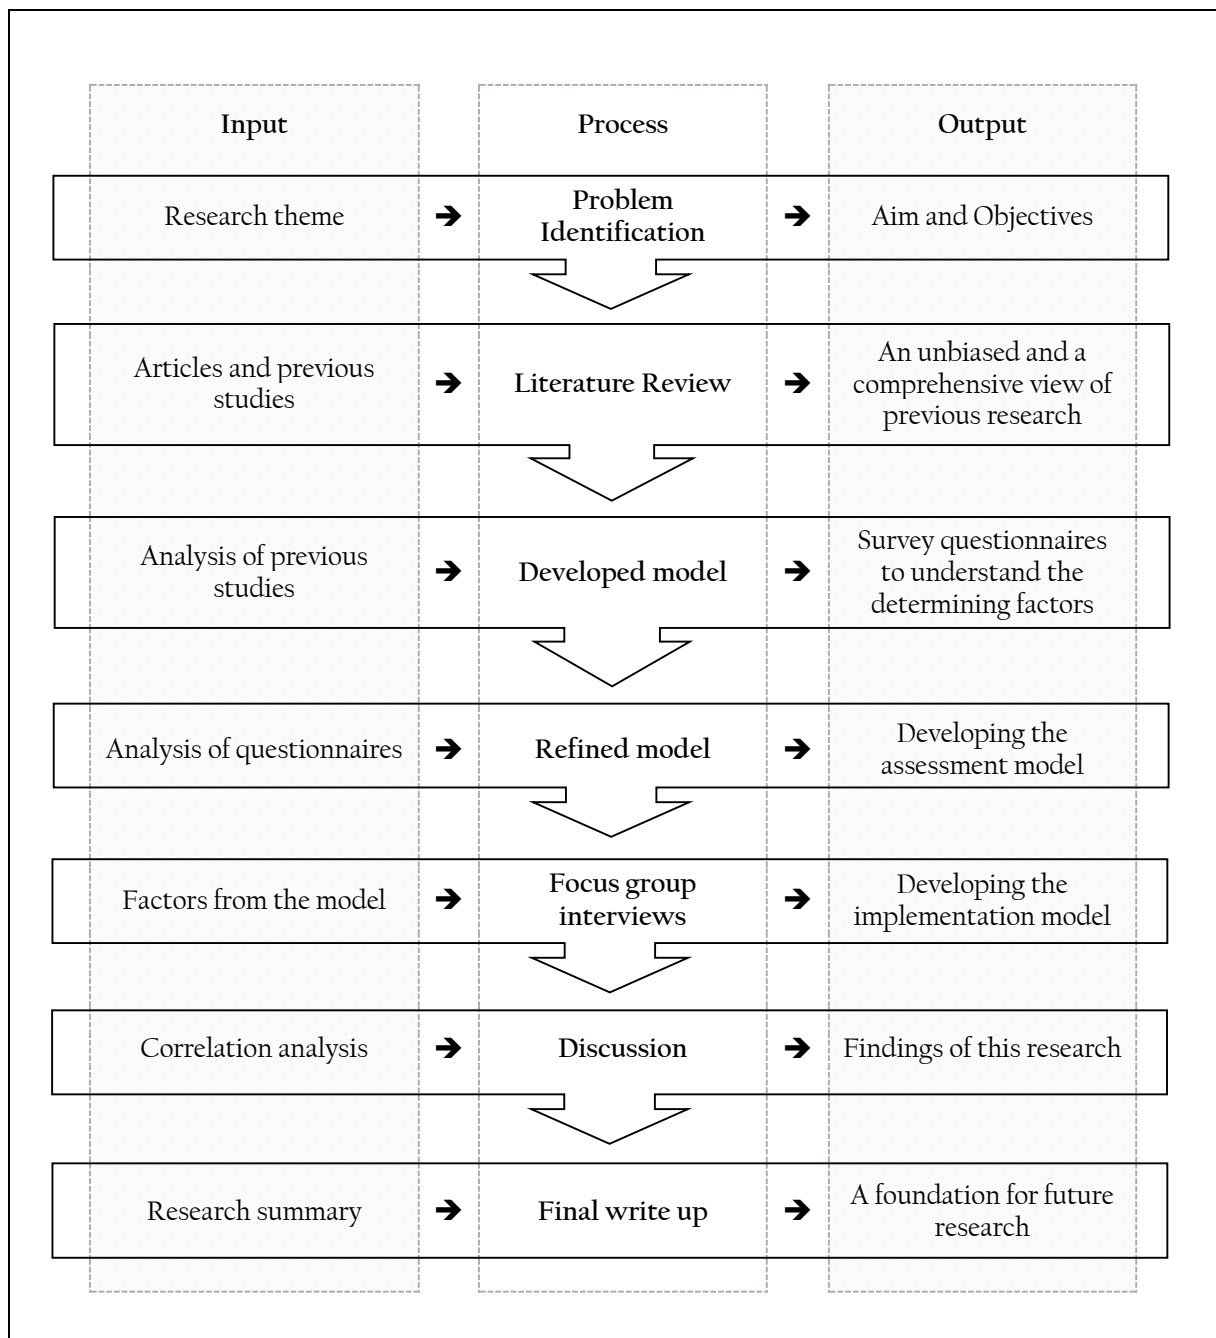 Input
Process
Output
Research theme
➔
Problem
Identification
➔
Aim and Objectives
Articles and previous
studies
➔
Literature Review
➔
An unbiased and a
comprehensive view of
previous research
Analysis of previous
studies
➔
Developed model
➔
Survey questionnaires
to understand the
determining factors
Analysis of questionnaires
➔
Refined model
➔
Developing the
assessment model
Factors from the model
➔
Focus group
interviews
➔
Developing the
implementation model
Correlation analysis
➔
Discussion
➔
Findings of this research
Research summary
➔
Final write up
➔
A foundation for future
research